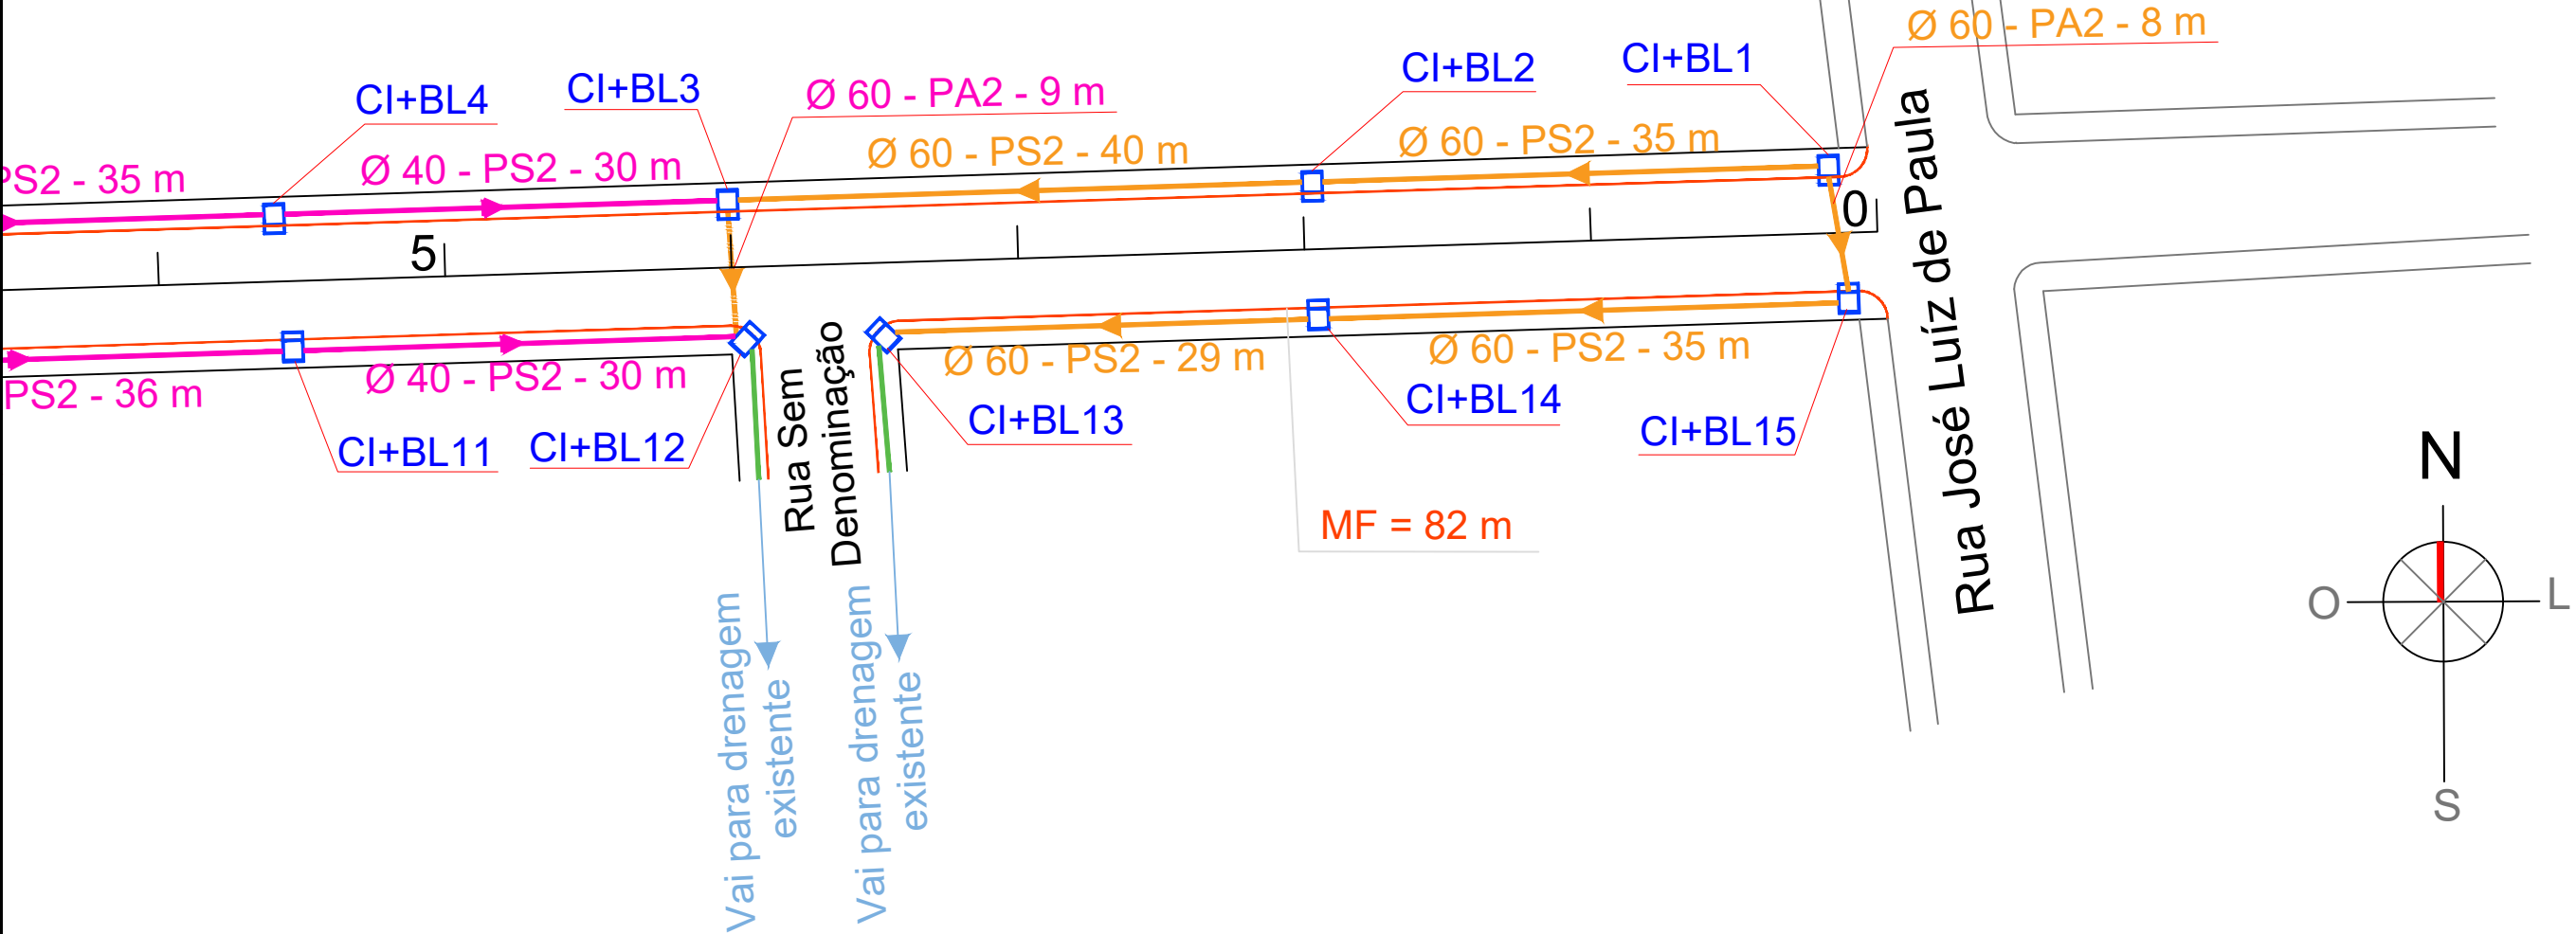 Ø 60 - PA2 - 8 m
CI+BL2
CI+BL1
CI+BL4
CI+BL3
Ø 60 - PA2 - 9 m
Ø 60 - PS2 - 40 m
Ø 60 - PS2 - 35 m
PS2 - 35 m
Ø 40 - PS2 - 30 m
5
0
Rua José Luíz de Paula
PS2 - 36 m
Ø 40 - PS2 - 30 m
Ø 60 - PS2 - 29 m
Ø 60 - PS2 - 35 m
CI+BL11
CI+BL12
CI+BL13
CI+BL14
CI+BL15
Rua Sem
Denominação
MF = 82 m
Vai para drenagem
existente
Vai para drenagem
existente
N
O
L
S